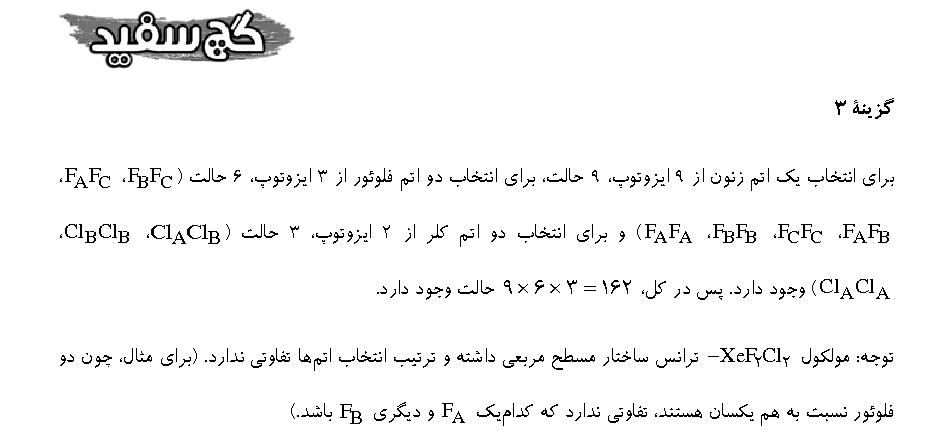 گچ سفید
گزینهٔ ۳
برای انتخاب یک اتم زنون از ۹ ایزوتوپ، ۹ حالت، برای انتخاب دو اتم فلوئور از ۳ ایزوتوپ، ۶ حالت (F_BF_C، F_AF_C،
F_AF_B، F_CF_C، F_BF_B، F_AF_A) و برای انتخاب دو اتم کلر از ۲ ایزوتوپ، ۳ حالت (Cl_ACl_B، Cl_BCl_B،
Cl_ACl_A) وجود دارد. پس در کل، ۹×۶×۳=۱۶۲ حالت وجود دارد.
توجه: مولکول XeF₂Cl₂– ترانس ساختار مسطح مربعی داشته و ترتیب انتخاب اتم‌ها تفاوتی ندارد. (برای مثال، چون دو
فلوئور نسبت به هم یکسان هستند، تفاوتی ندارد که کدام‌یک F_A و دیگری F_B باشد.)